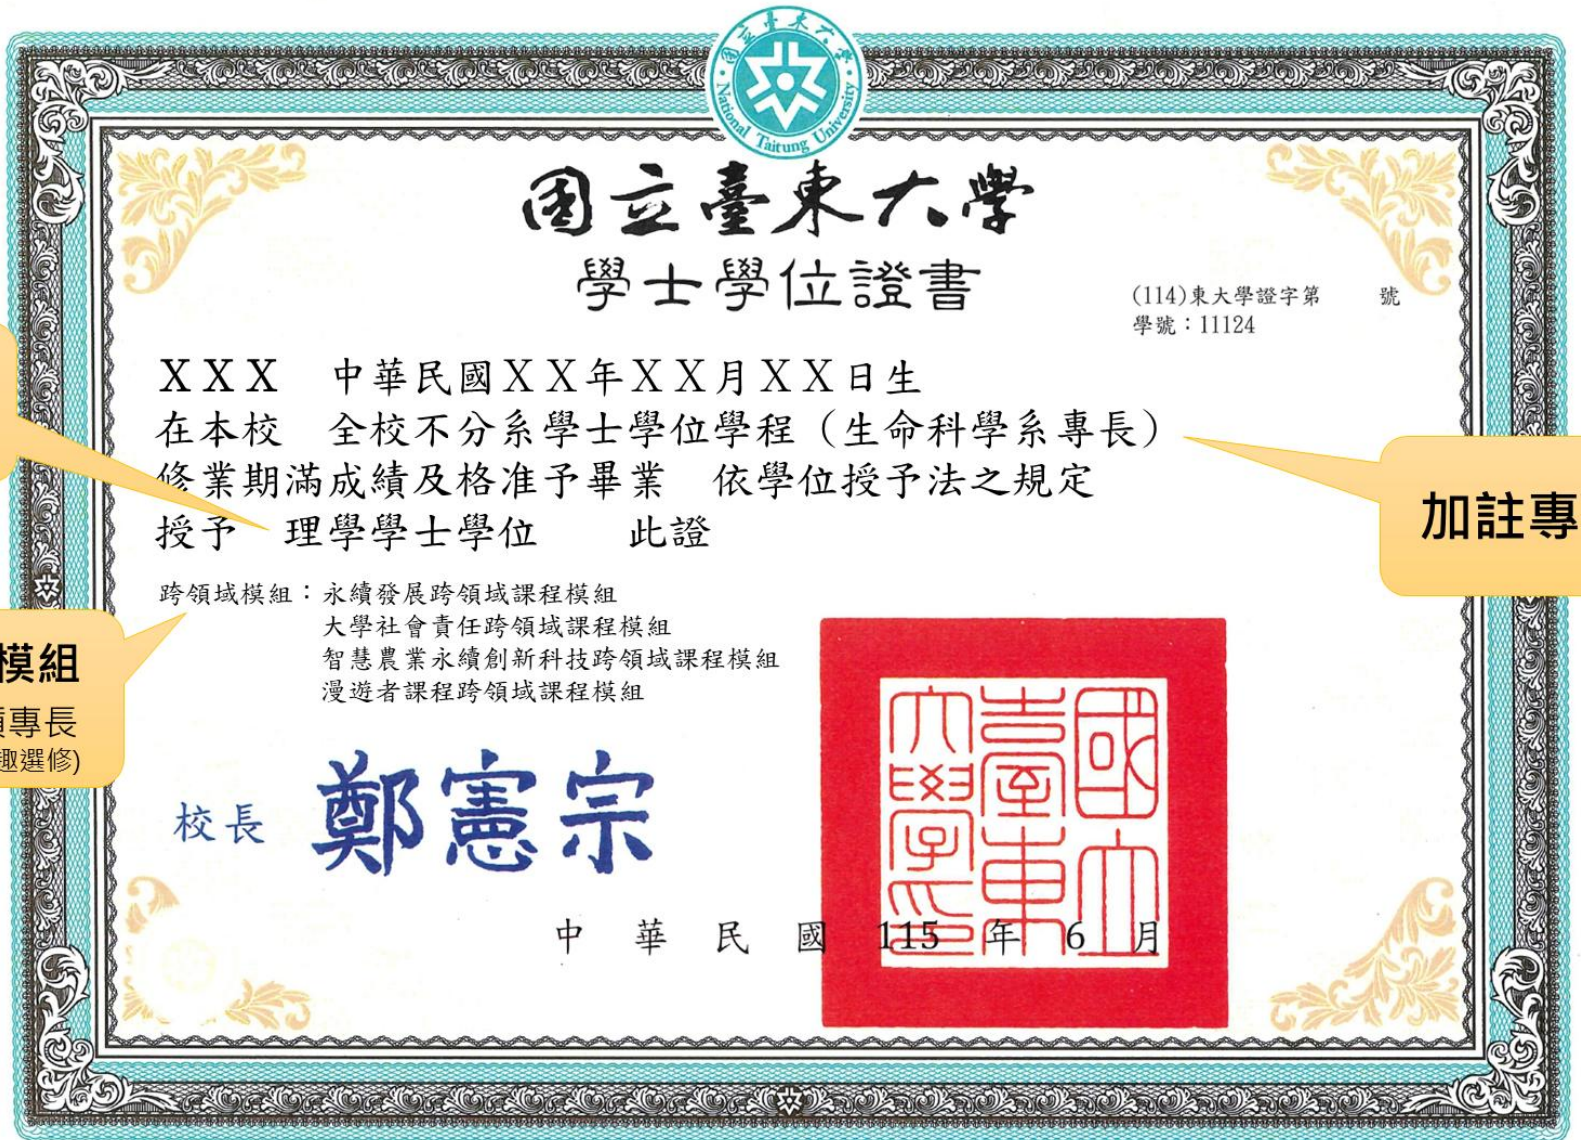 國立臺東大學
National Taitung University
國立臺東大學
學士學位證書
(114)東大學證字第 號
學號：11124
XXX 中華民國XX年XX月XX日生
在本校 全校不分系學士學位學程（生命科學系專長）
修業期滿成績及格准予畢業 依學位授予法之規定
授予 理學學士學位 此證
加註專
跨領域模組：永續發展跨領域課程模組
大學社會責任跨領域課程模組
智慧農業永續創新科技跨領域課程模組
漫遊者課程跨領域課程模組
模組
專長
趣選修)
校長 鄭憲宗
國立臺東大學印
中華民國 115 年 6 月